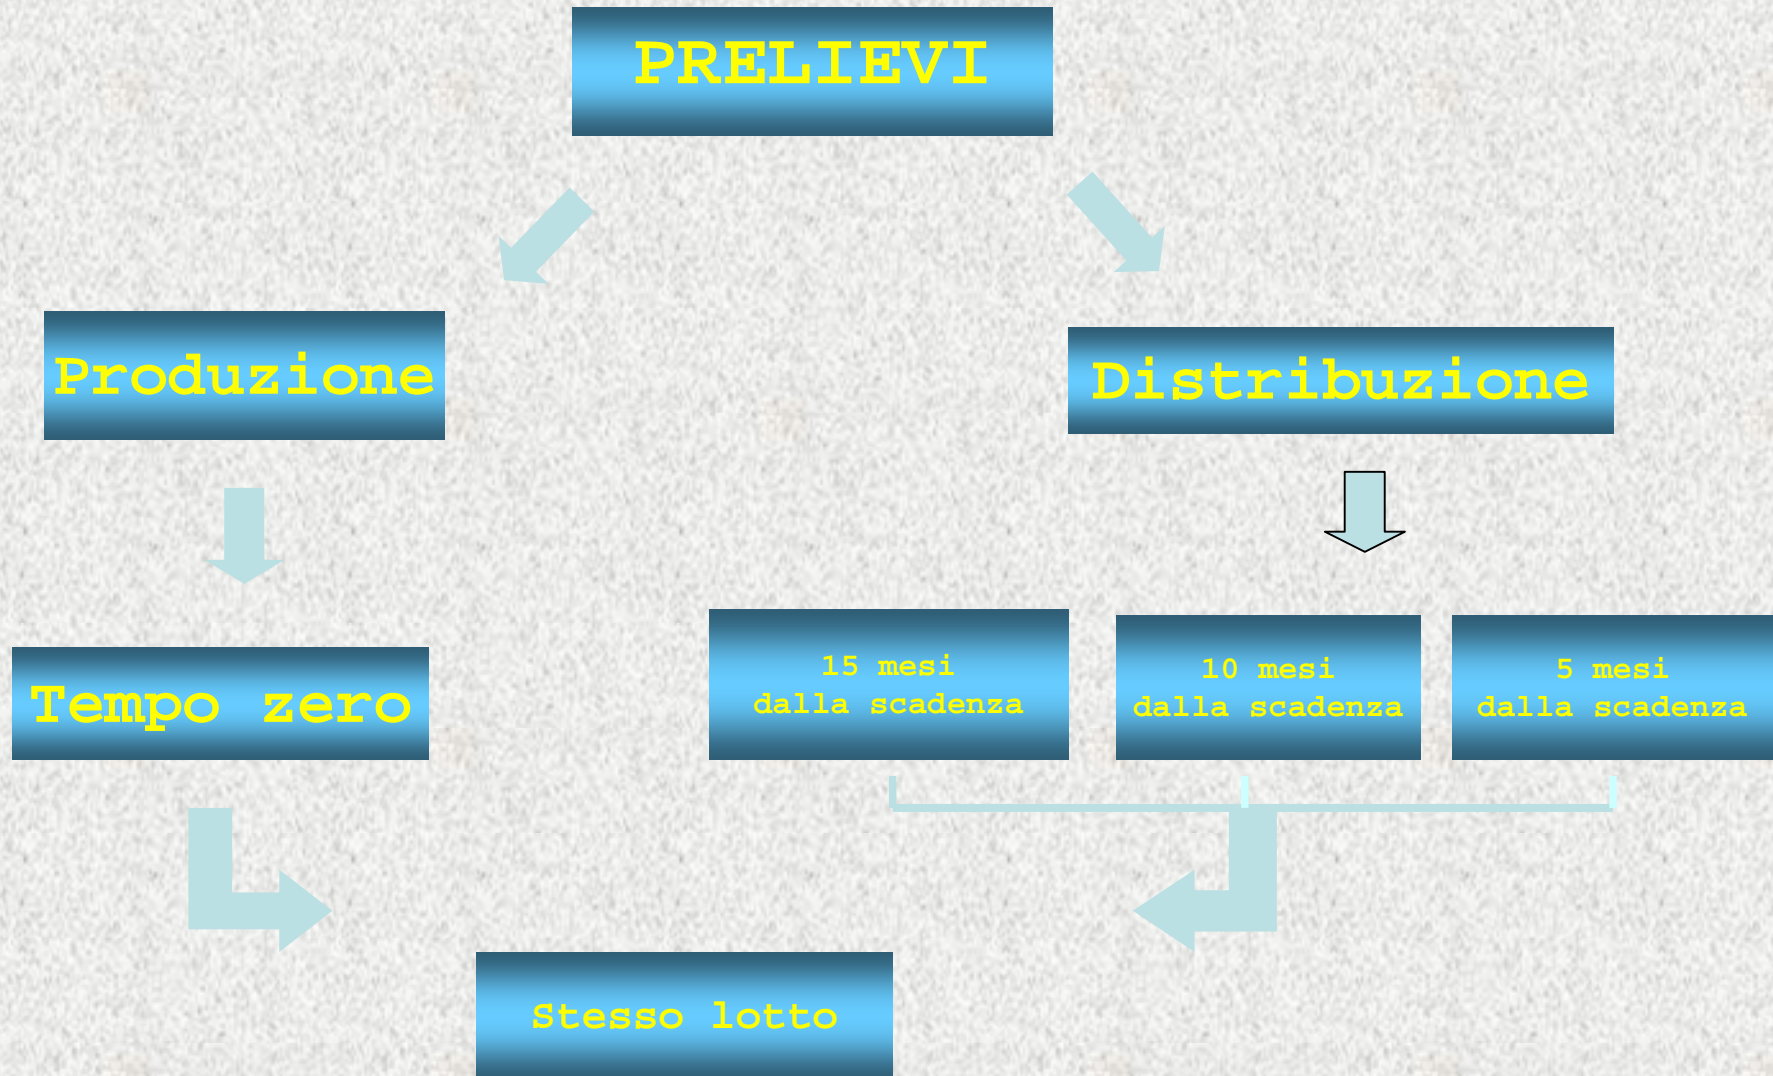 PRELIEVI
Produzione
Distribuzione
Tempo zero
15 mesi
dalla scadenza
10 mesi
dalla scadenza
5 mesi
dalla scadenza
Stesso lotto